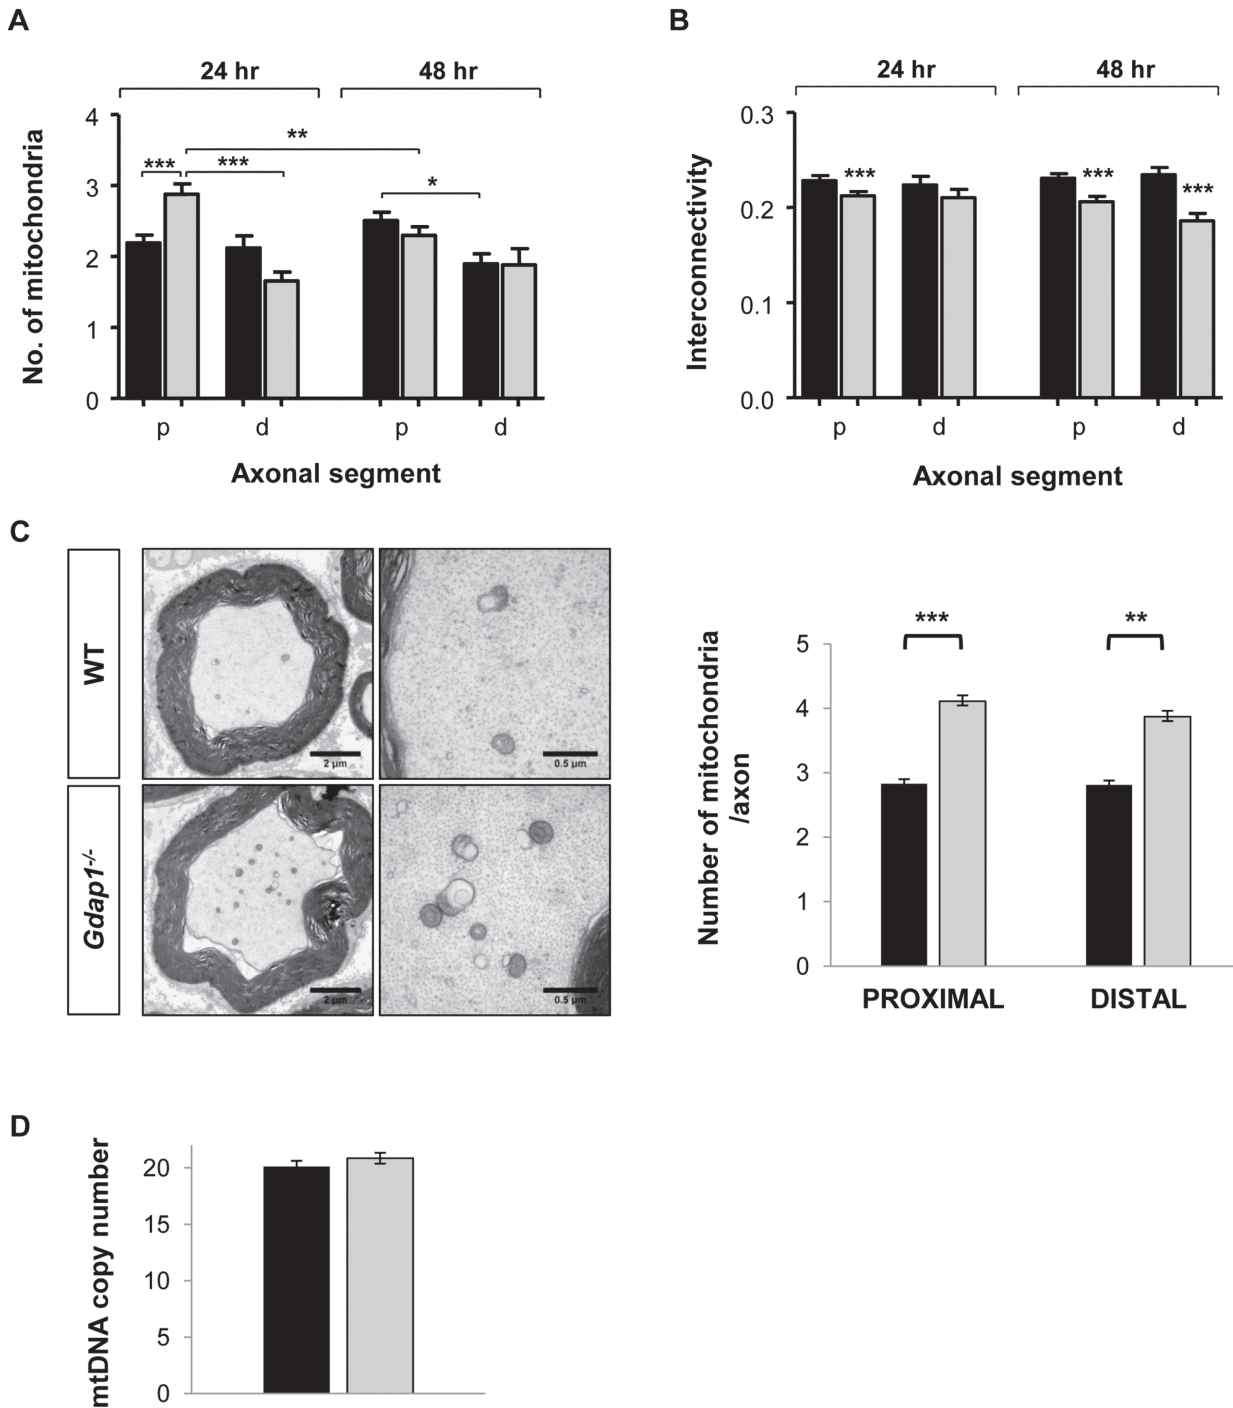 A
24 hr
48 hr
No. of mitochondria
4
3
2
1
0
***
***
**
*
p
d
p
d
Axonal segment
B
24 hr
48 hr
Interconnectivity
0.3
0.2
0.1
0.0
***
***
***
p
d
p
d
Axonal segment
C
WT
2 µm
0.5 µm
Gdap1-/-
2 µm
0.5 µm
Number of mitochondria
/axon
5
4
3
2
1
0
***
**
PROXIMAL
DISTAL
D
mtDNA copy number
20
15
10
5
0